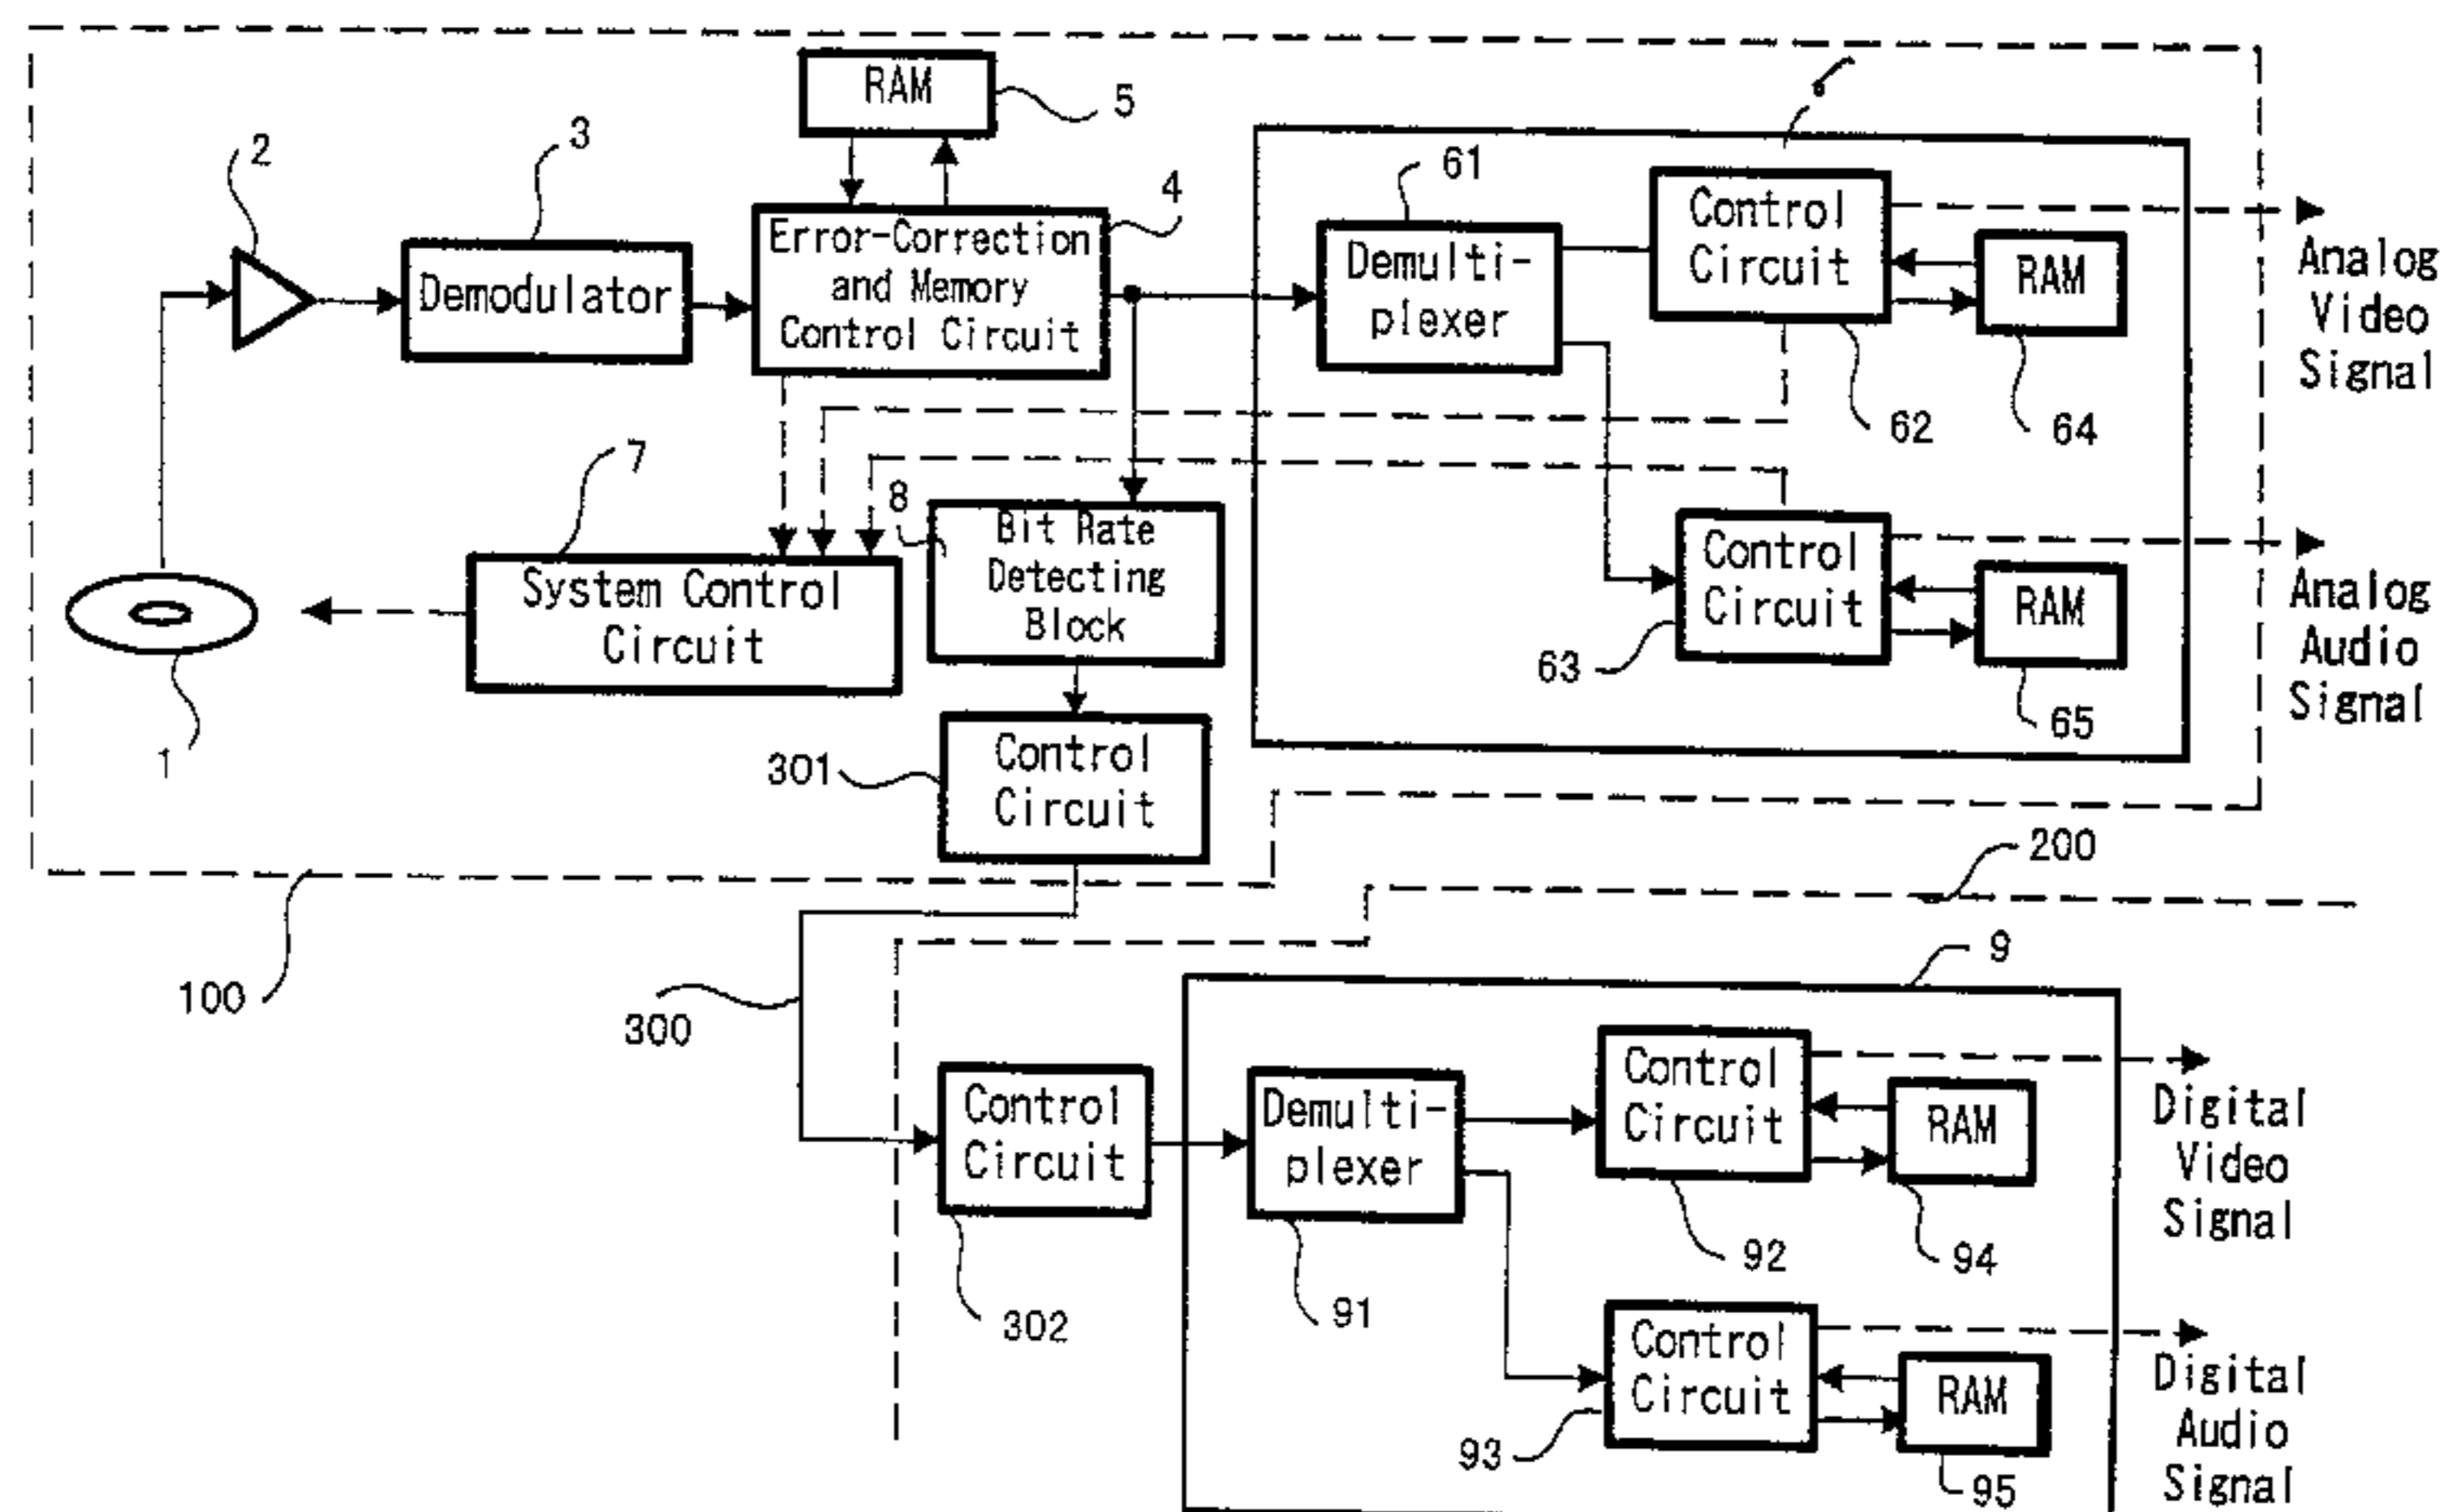 RAM
5
2
3
4
61
Control
Circuit
Error-Correction
and Memory
Control Circuit
Demodulator
Demulti-
plexer
RAM
Analog
Video
Signal
62
64
7
8
Bit Rate
Detecting
Block
System Control
Circuit
Control
Circuit
RAM
Analog
Audio
Signal
63
65
1
301
Control
Circuit
200
100
300
9
Control
Circuit
Demulti-
plexer
Control
Circuit
RAM
Digital
Video
Signal
92
94
302
91
Control
Circuit
RAM
Digital
Audio
Signal
93
95